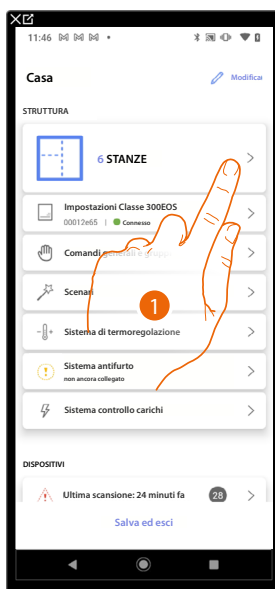 11:46
Casa
Modificar
STRUTTURA
6 STANZE
Impostazioni Classe 300EOS
00012e65 | Connesso
Comandi generali e gruppi
Scenari
1
Sistema di termoregolazione
Sistema antifurto
non ancora collegato
Sistema controllo carichi
DISPOSITIVI
Ultima scansione: 24 minuti fa
28
Salva ed esci